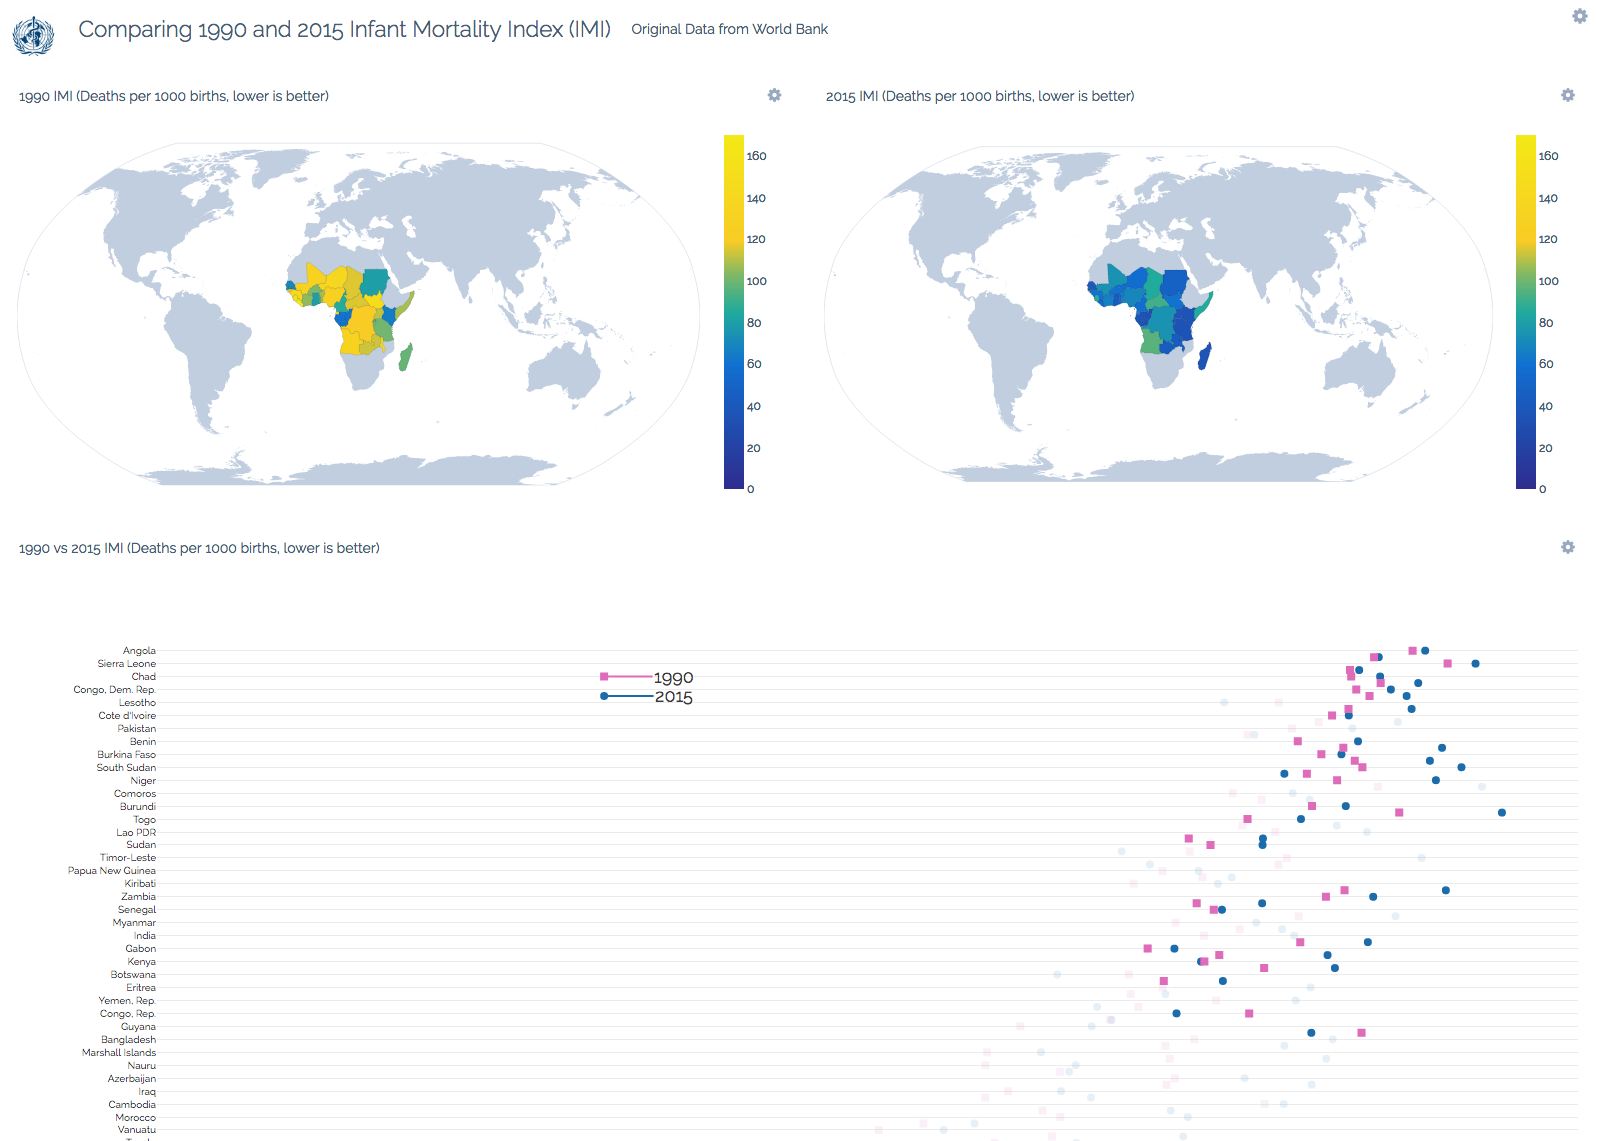 Comparing 1990 and 2015 Infant Mortality Index (IMI) Original Data from World Bank
1990 IMI (Deaths per 1000 births, lower is better)
160
140
120
100
80
60
40
20
0
2015 IMI (Deaths per 1000 births, lower is better)
160
140
120
100
80
60
40
20
0
1990 vs 2015 IMI (Deaths per 1000 births, lower is better)
1990
2015
Angola
Sierra Leone
Chad
Congo, Dem. Rep.
Lesotho
Cote d'Ivoire
Pakistan
Benin
Burkina Faso
South Sudan
Niger
Comoros
Burundi
Togo
Lao PDR
Sudan
Timor-Leste
Papua New Guinea
Kiribati
Zambia
Senegal
Myanmar
India
Gabon
Kenya
Botswana
Eritrea
Yemen, Rep.
Congo, Rep.
Guyana
Bangladesh
Marshall Islands
Nauru
Azerbaijan
Iraq
Cambodia
Morocco
Vanuatu